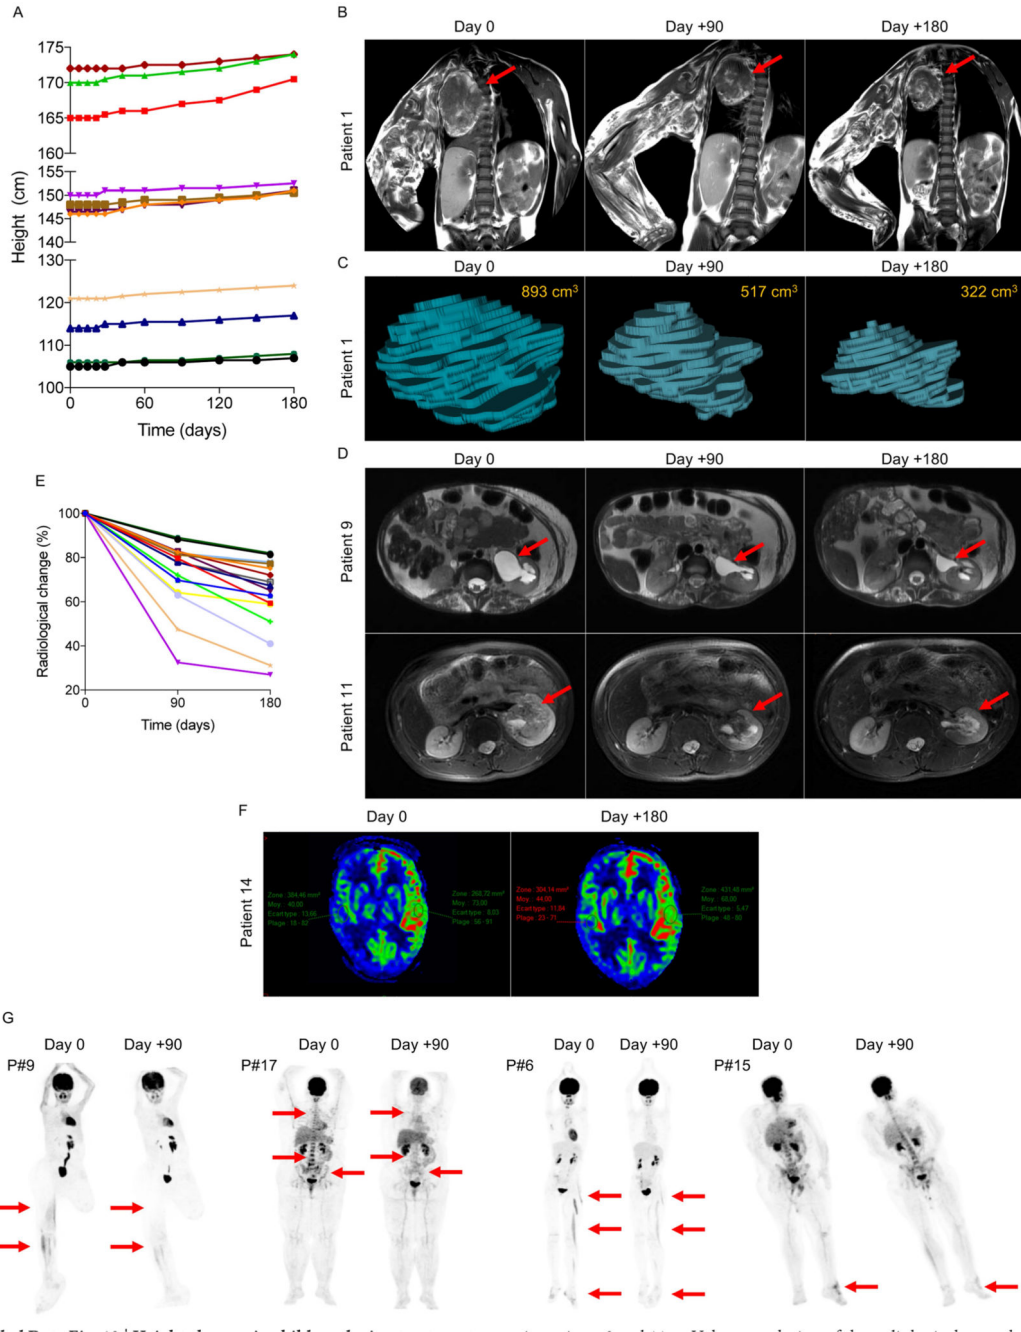 A
Height (cm)
175
170
165
160
155
150
145
140
130
120
110
100
0
60
120
180
Time (days)
B
Day 0
Day +90
Day +180
Patient 1
C
Day 0
Day +90
Day +180
Patient 1
893 cm³
517 cm³
322 cm³
D
Day 0
Day +90
Day +180
Patient 9
Patient 11
E
Radiological change (%)
100
80
60
40
20
0
90
180
Time (days)
F
Day 0
Day +180
Patient 14
G
Day 0
Day +90
P#9
Day 0
Day +90
P#17
Day 0
Day +90
P#6
Day 0
Day +90
P#15